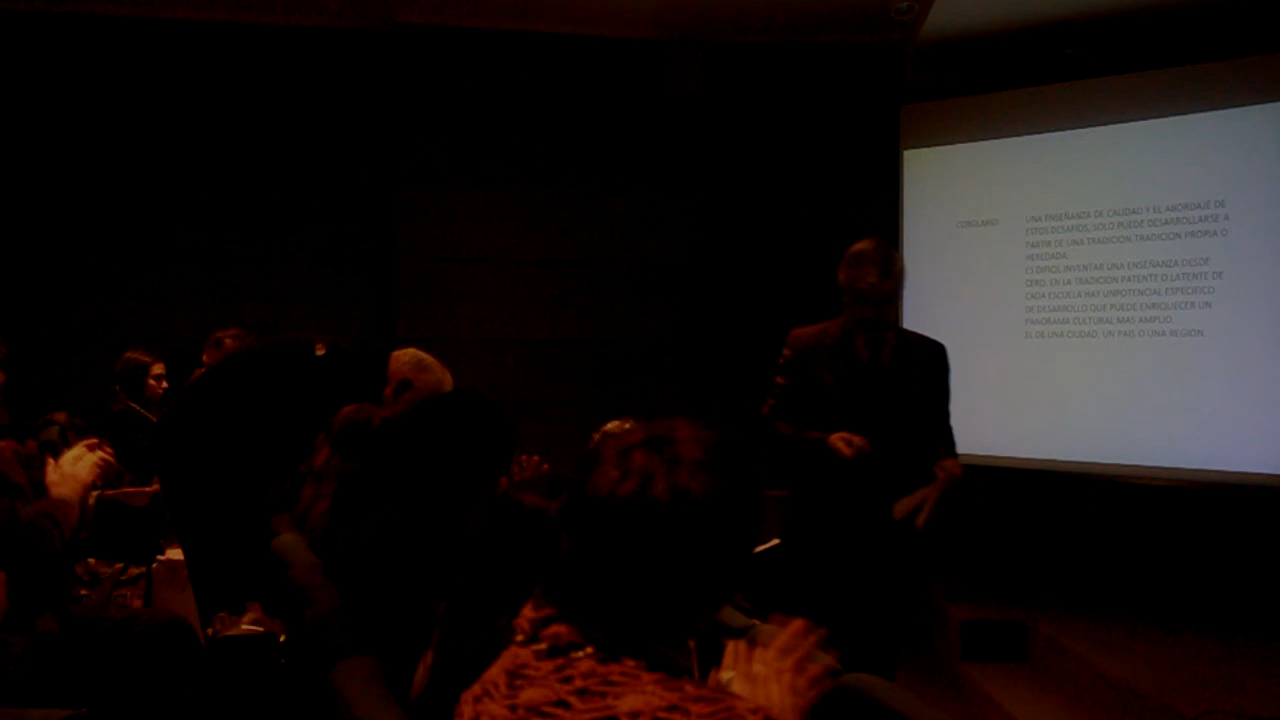 COROLARIO: UNA ENSEÑANZA DE CALIDAD Y EL ABORDAJE DE
ESTOS DESAFIOS, SOLO PUEDE DESARROLLARSE A
PARTIR DE UNA TRADICION, TRADICION PROPIA O
HEREDADA.
ES DIFICIL INVENTAR UNA ENSEÑANZA DESDE
CERO. EN LA TRADICION PATENTE O LATENTE DE
CADA ESCUELA HAY UNPOTENCIAL ESPECIFICO
DE DESARROLLO QUE PUEDE ENRIQUECER UN
PANORAMA CULTURAL MAS AMPLIO.
EL DE UNA CIUDAD, UN PAIS O UNA REGION.